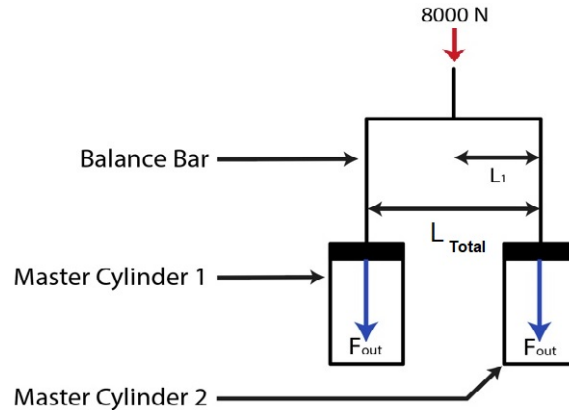 8000 N
Balance Bar
L1
L Total
Master Cylinder 1
Fout
Fout
Master Cylinder 2